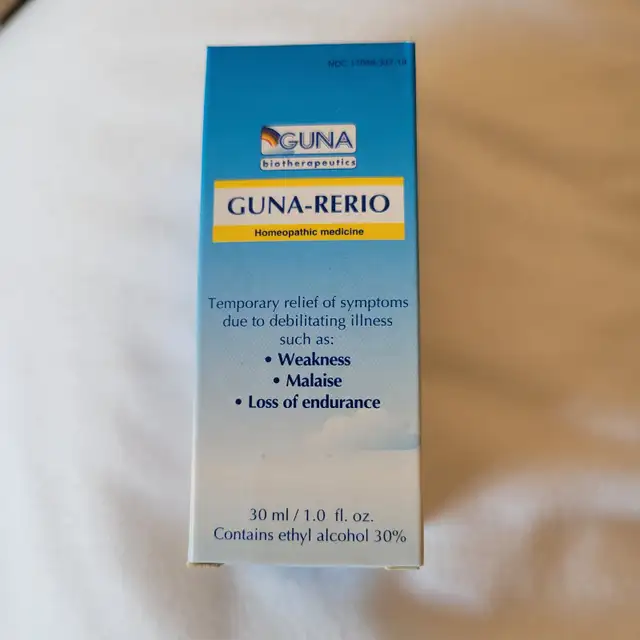 GUNA
biotherapeutics
GUNA-RERIO
Homeopathic medicine
Temporary relief of symptoms
due to debilitating illness
such as:
• Weakness
• Malaise
• Loss of endurance
30 ml / 1.0 fl. oz.
Contains ethyl alcohol 30%